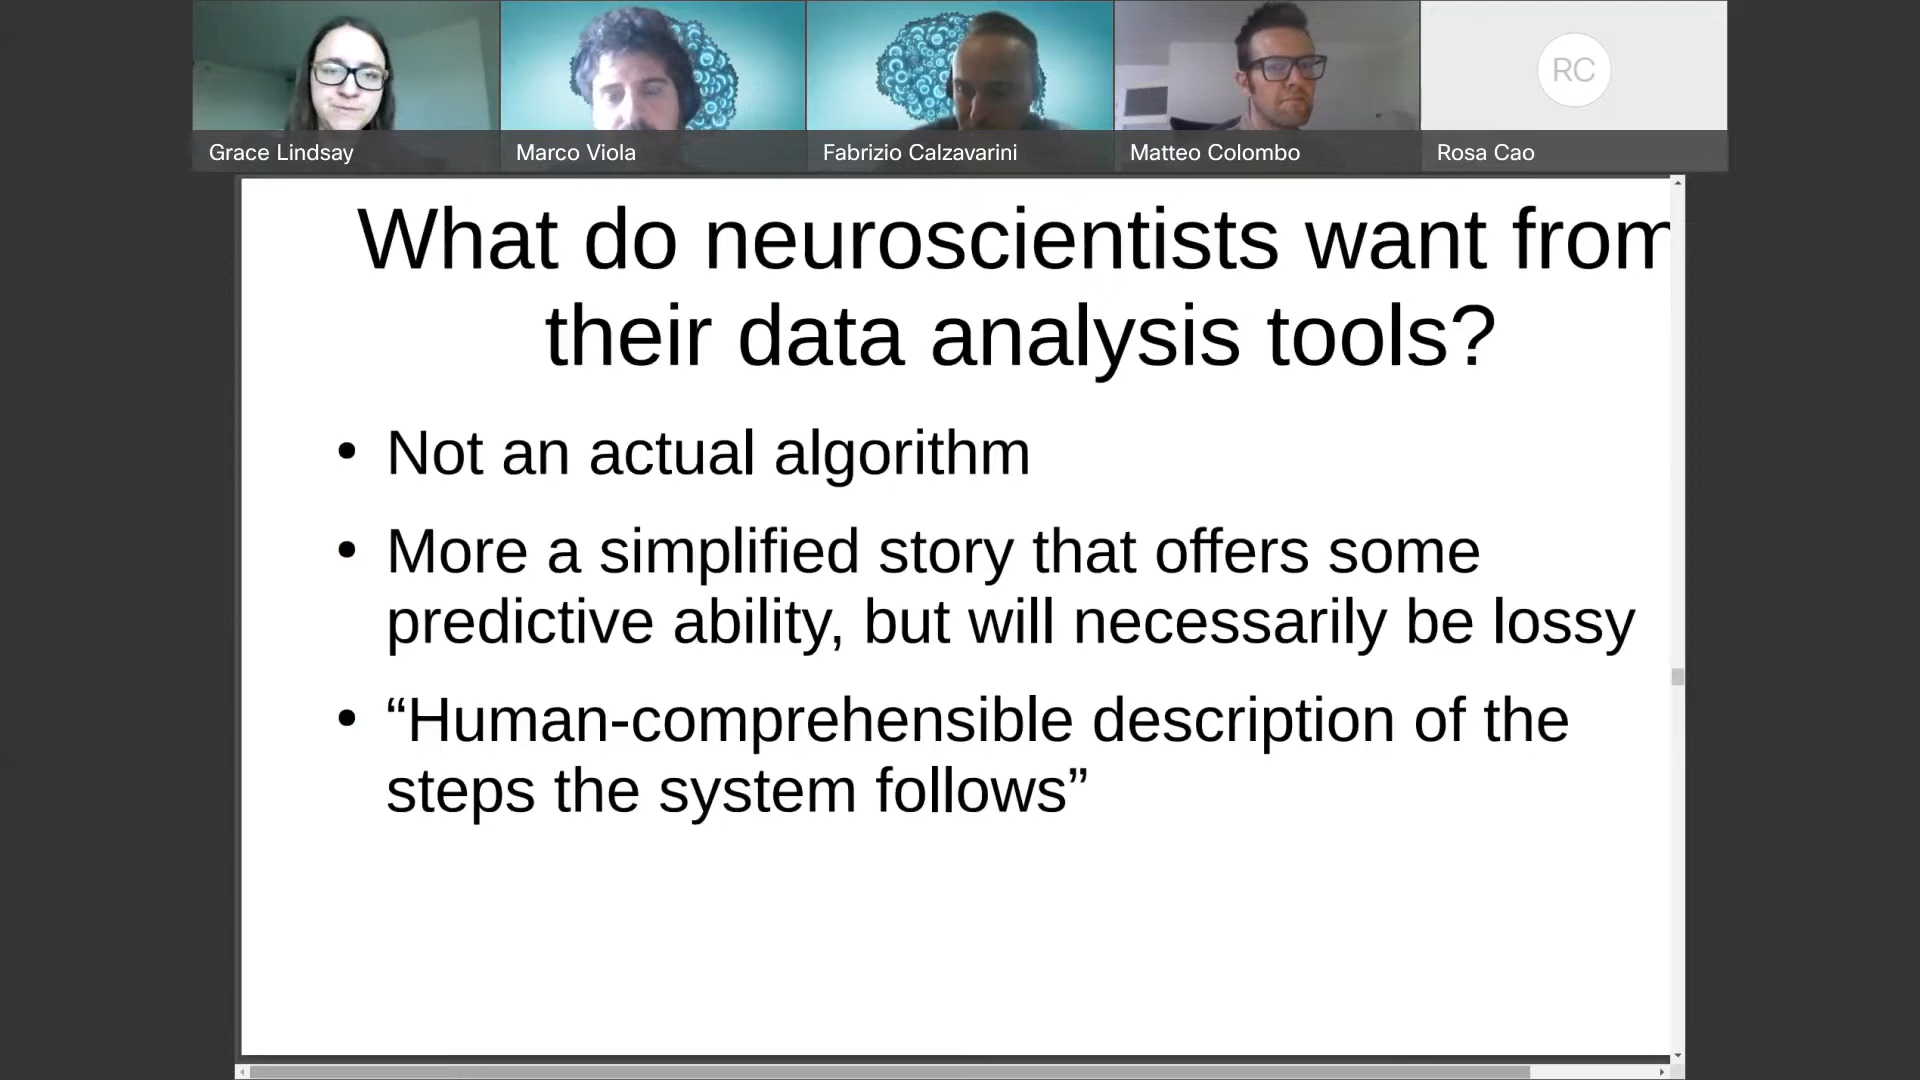 RC
Grace Lindsay
Marco Viola
Fabrizio Calzavarini
Matteo Colombo
Rosa Cao
What do neuroscientists want from
their data analysis tools?
• Not an actual algorithm
• More a simplified story that offers some
predictive ability, but will necessarily be lossy
• “Human-comprehensible description of the
steps the system follows”